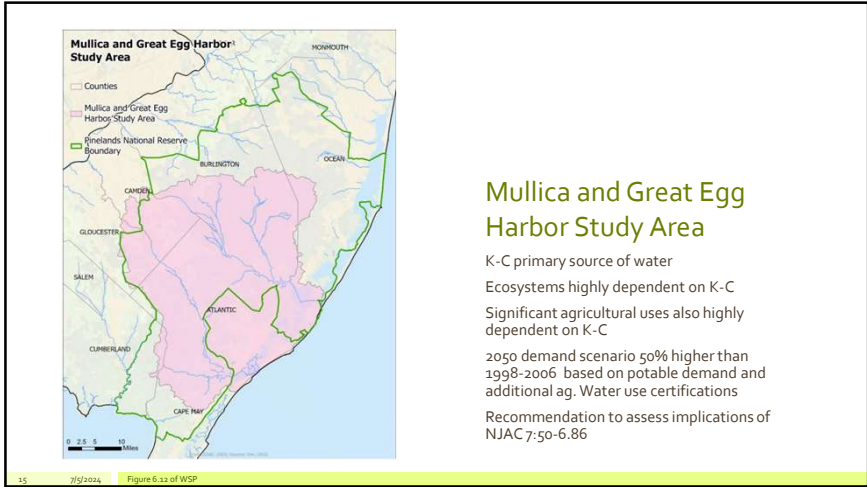 Mullica and Great Egg Harbor
Study Area
Counties
Mullica and Great Egg
Harbor Study Area
Pinelands National Reserve
Boundary
MONMOUTH
BURLINGTON
OCEAN
CAMDEN
GLOUCESTER
SALEM
ATLANTIC
CUMBERLAND
CAPE MAY
0 2.5 5 10
Miles
Mullica and Great Egg
Harbor Study Area
K-C primary source of water
Ecosystems highly dependent on K-C
Significant agricultural uses also highly
dependent on K-C
2050 demand scenario 50% higher than
1998-2006 based on potable demand and
additional ag. Water use certifications
Recommendation to assess implications of
NJAC 7:50-6.86
15 7/5/2024 Figure 6.12 of WSP